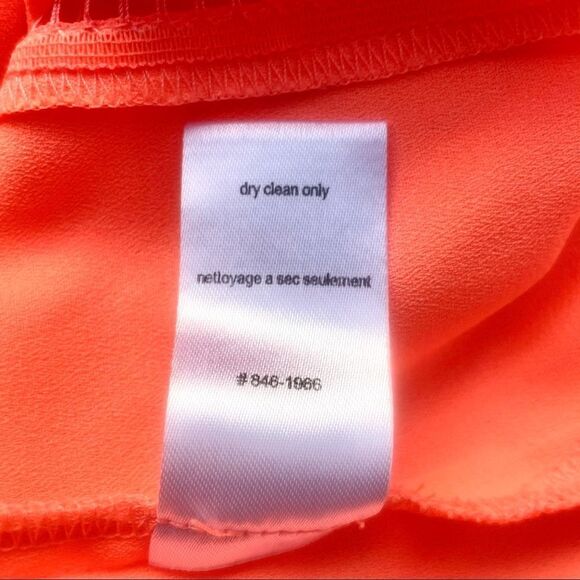 dry clean only
nettoyage a sec seulement
# 846-1966